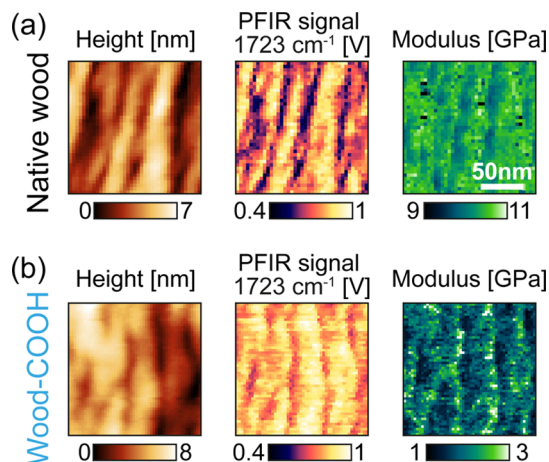 (a)
Native wood
Height [nm]
PFIR signal
1723 cm⁻¹ [V]
Modulus [GPa]
50nm
0 7
0.4 1
9 11
(b)
Wood-COOH
Height [nm]
PFIR signal
1723 cm⁻¹ [V]
Modulus [GPa]
0 8
0.4 1
1 3